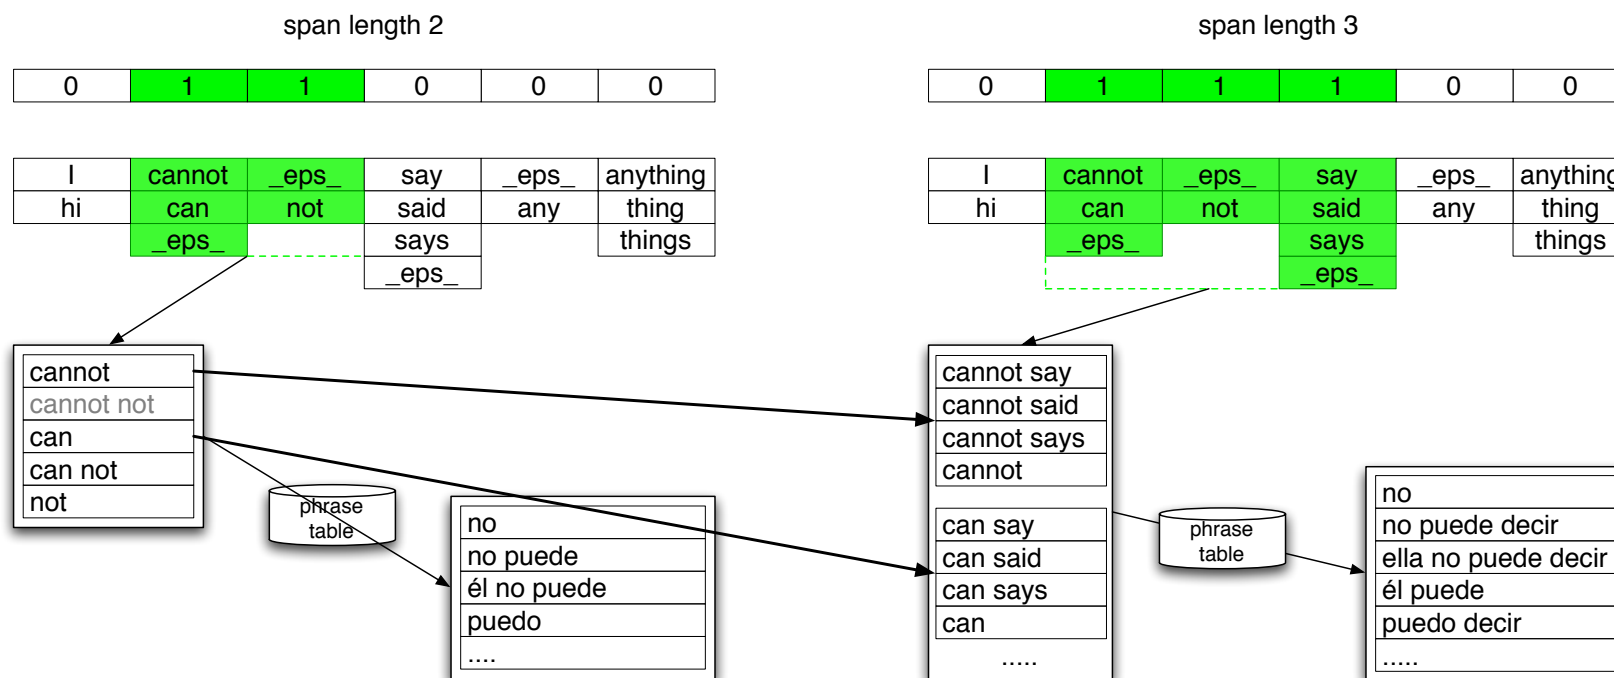 span length 2
0 1 1 0 0 0
I cannot _eps_ say _eps_ anything
hi can not said any thing
_eps_ says things
_eps_
cannot
cannot not
can
can not
not
phrase
table
no
no puede
él no puede
puedo
....
span length 3
0 1 1 1 0 0
I cannot _eps_ say _eps_ anything
hi can not said any thing
_eps_ says things
_eps_
cannot say
cannot said
cannot says
cannot
can say
can said
can says
can
.....
phrase
table
no
no puede decir
ella no puede decir
él puede
puedo decir
.....